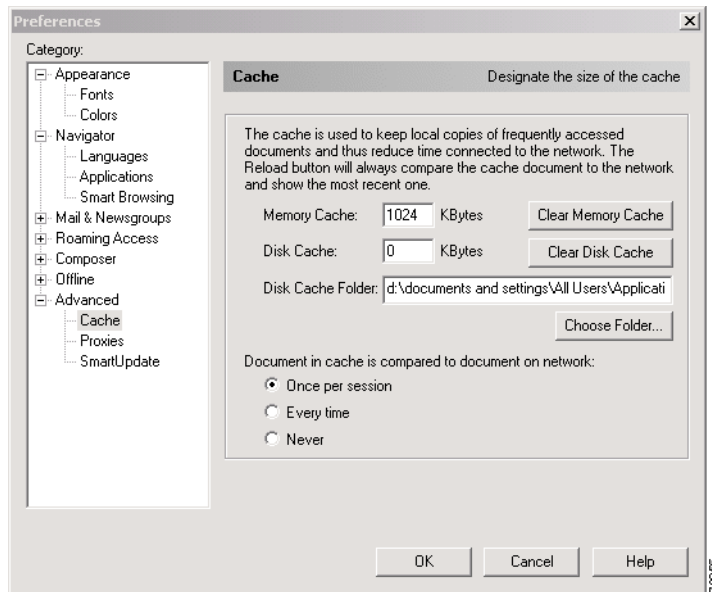 Preferences
Category:
Appearance
Fonts
Colors
Navigator
Languages
Applications
Smart Browsing
Mail & Newsgroups
Roaming Access
Composer
Offline
Advanced
Cache
Proxies
SmartUpdate
Cache
Designate the size of the cache
The cache is used to keep local copies of frequently accessed
documents and thus reduce time connected to the network. The
Reload button will always compare the cache document to the network
and show the most recent one.
Memory Cache: 1024 KBytes Clear Memory Cache
Disk Cache: 0 KBytes Clear Disk Cache
Disk Cache Folder: d:\documents and settings\All Users\Applicati
Choose Folder...
Document in cache is compared to document on network:
Once per session
Every time
Never
OK Cancel Help